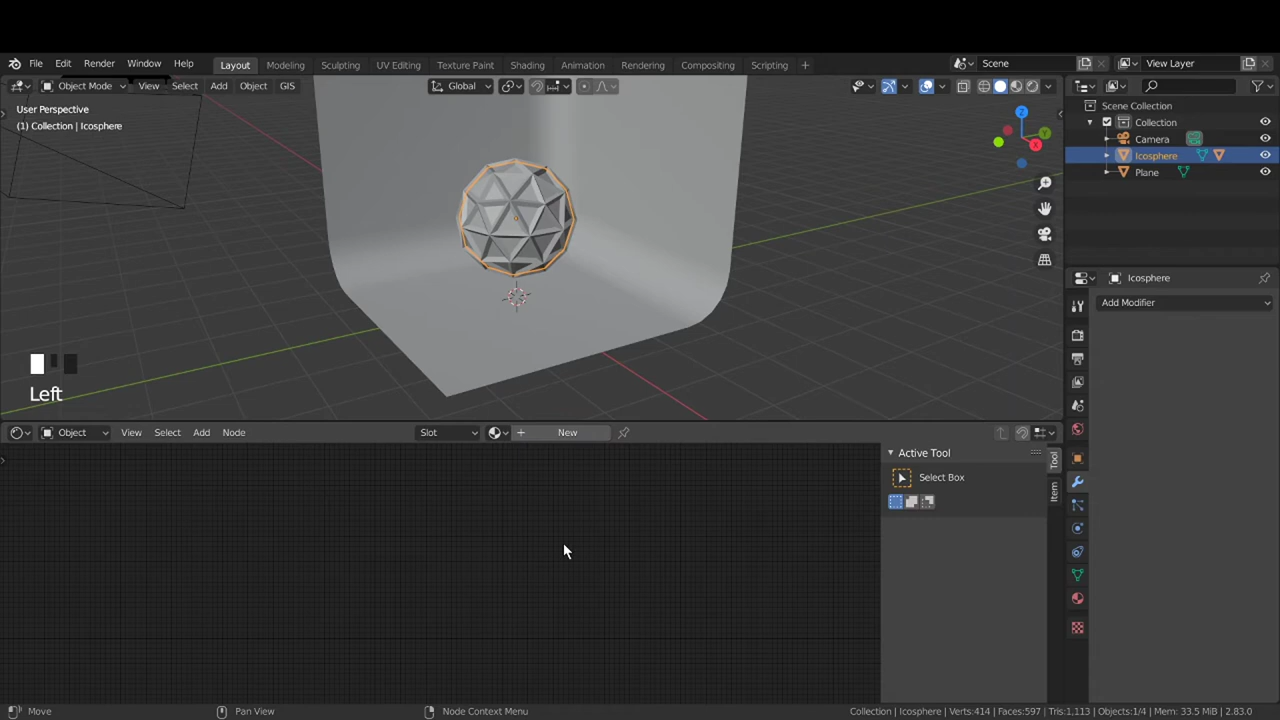 File Edit Render Window Help Layout Modeling Sculpting UV Editing Texture Paint Shading Animation Rendering Compositing Scripting + Scene View Layer
Object Mode View Select Add Object GIS Global
User Perspective
(1) Collection | Icosphere
Scene Collection
Collection
Camera
Icosphere
Plane
X
Y
Z
Icosphere
Add Modifier
Left
Object View Select Add Node Slot + New
Active Tool
Select Box
Tool
Item
Move Pan View Node Context Menu Collection | Icosphere | Verts:414 | Faces:597 | Tris:1,113 | Objects:1/4 | Mem: 33.5 MiB | 2.83.0